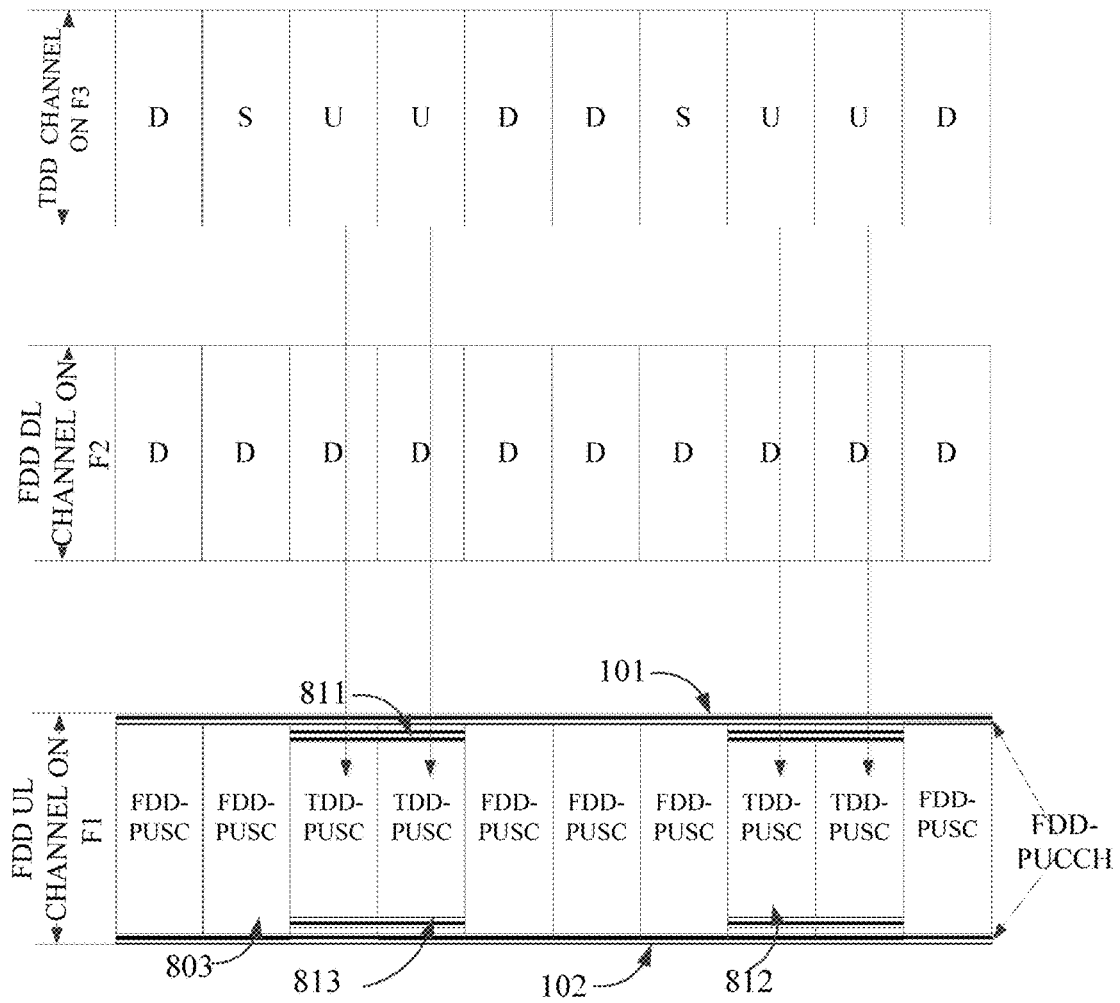 TDD CHANNEL
ON F3
D S U U D D S U U D
FDD DL
CHANNEL ON
F2
D D D D D D D D D D
101
811
FDD UL
CHANNEL ON
F1
FDD- FDD- TDD- TDD- FDD- FDD- FDD- TDD- TDD- FDD-
PUSC PUSC PUSC PUSC PUSC PUSC PUSC PUSC PUSC PUSC
FDD-
PUCCH
803
813
102
812